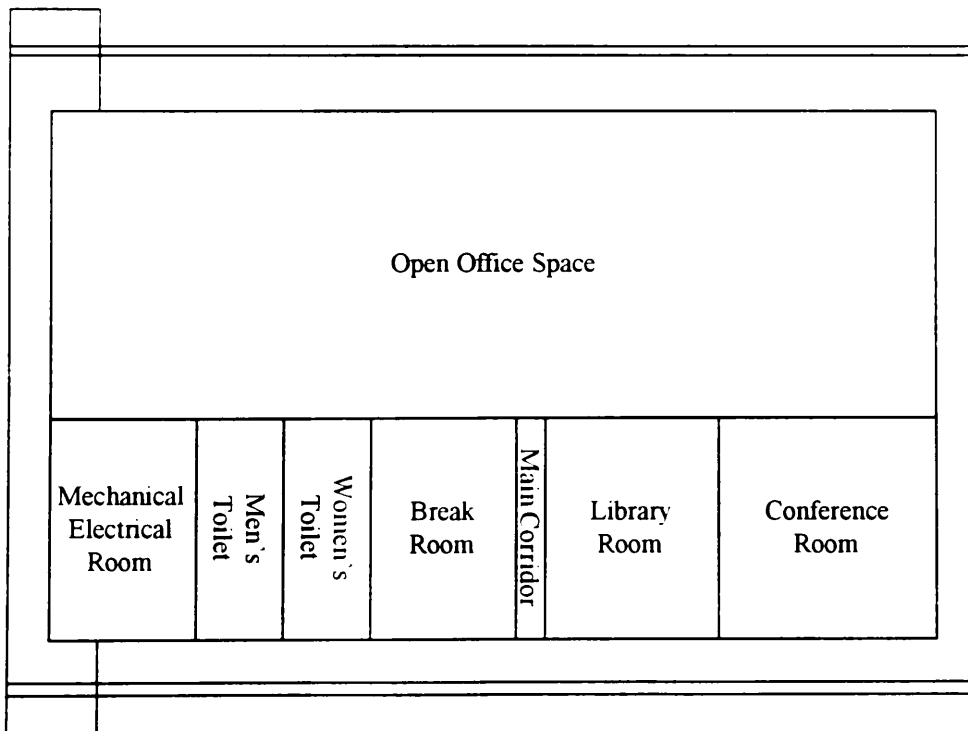 Open Office Space
Mechanical
Electrical
Room
Men`s
Toilet
Women`s
Toilet
Break
Room
Main Corridor
Library
Room
Conference
Room